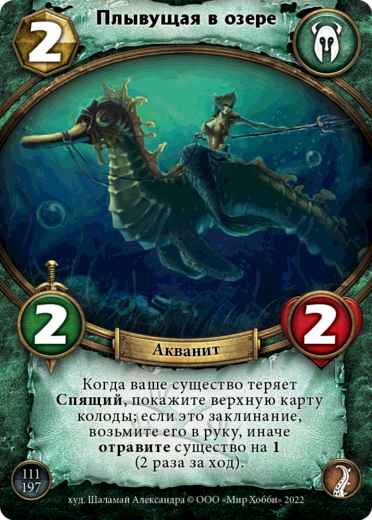 Плывущая в озере
2
2
2
Акванит
Когда ваше существо теряет
Спящий, покажите верхнюю карту
колоды; если это заклинание,
возьмите его в руку, иначе
отравите существо на 1
(2 раза за ход).
111
197
худ. Шаламай Александра © ООО «Мир Хобби» 2022